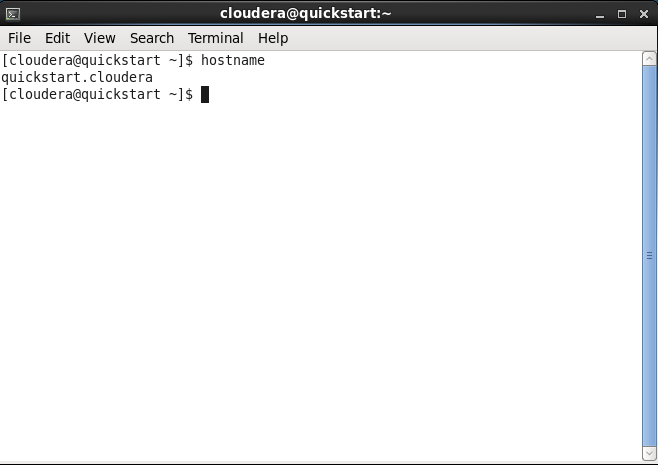 cloudera@quickstart:~
File Edit View Search Terminal Help
[cloudera@quickstart ~]$ hostname
quickstart.cloudera
[cloudera@quickstart ~]$